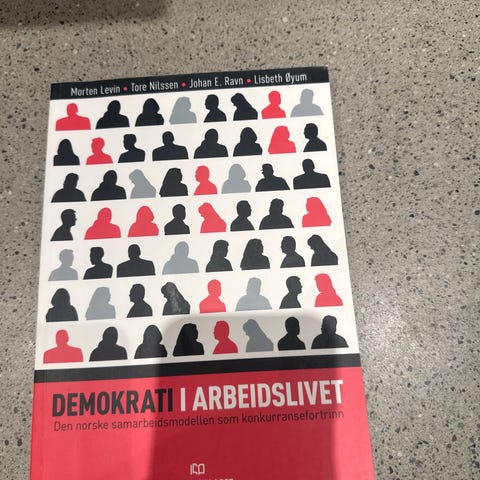 Morten Levin • Tore Nilssen • Johan E. Ravn • Lisbeth Øyum
DEMOKRATI I ARBEIDSLIVET
Den norske samarbeidsmodellen som konkurransefortrinn